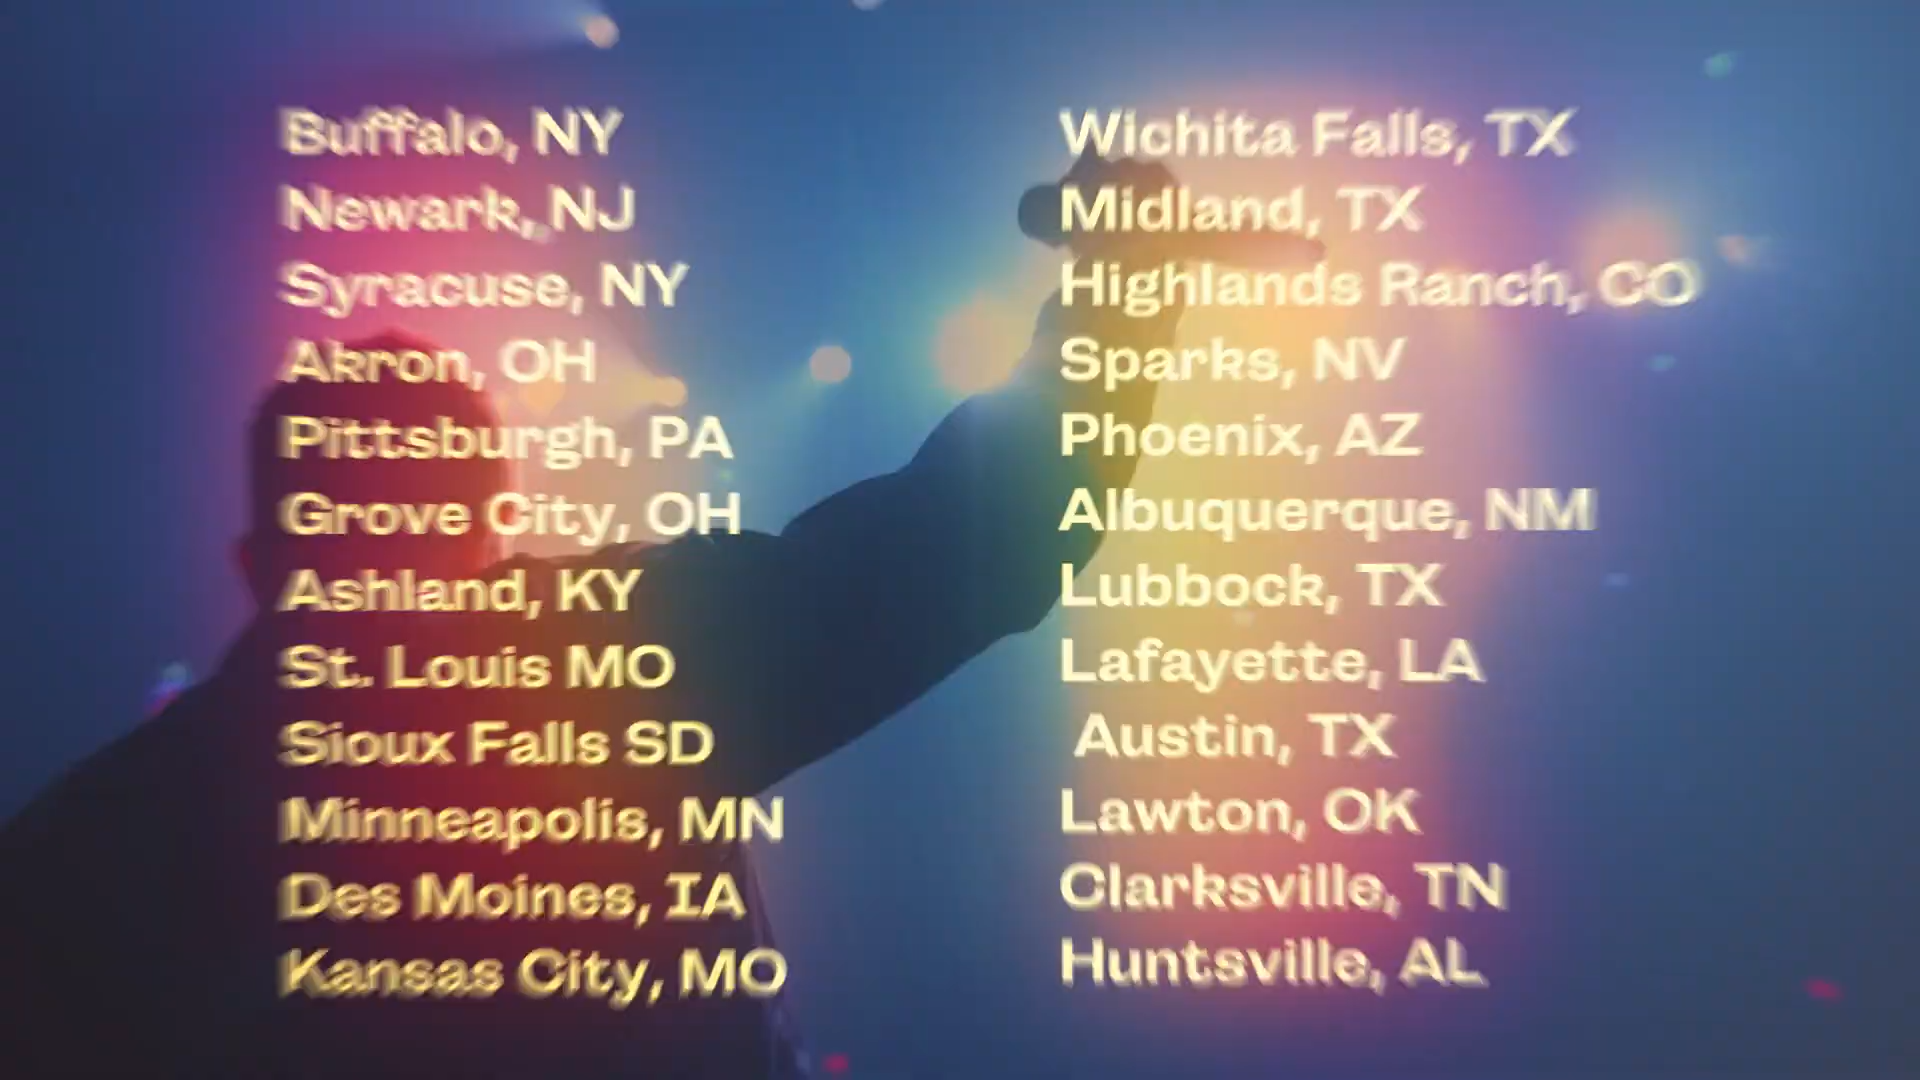 Buffalo, NY
Newark, NJ
Syracuse, NY
Akron, OH
Pittsburgh, PA
Grove City, OH
Ashland, KY
St. Louis MO
Sioux Falls SD
Minneapolis, MN
Des Moines, IA
Kansas City, MO
Wichita Falls, TX
Midland, TX
Highlands Ranch, CO
Sparks, NV
Phoenix, AZ
Albuquerque, NM
Lubbock, TX
Lafayette, LA
Austin, TX
Lawton, OK
Clarksville, TN
Huntsville, AL